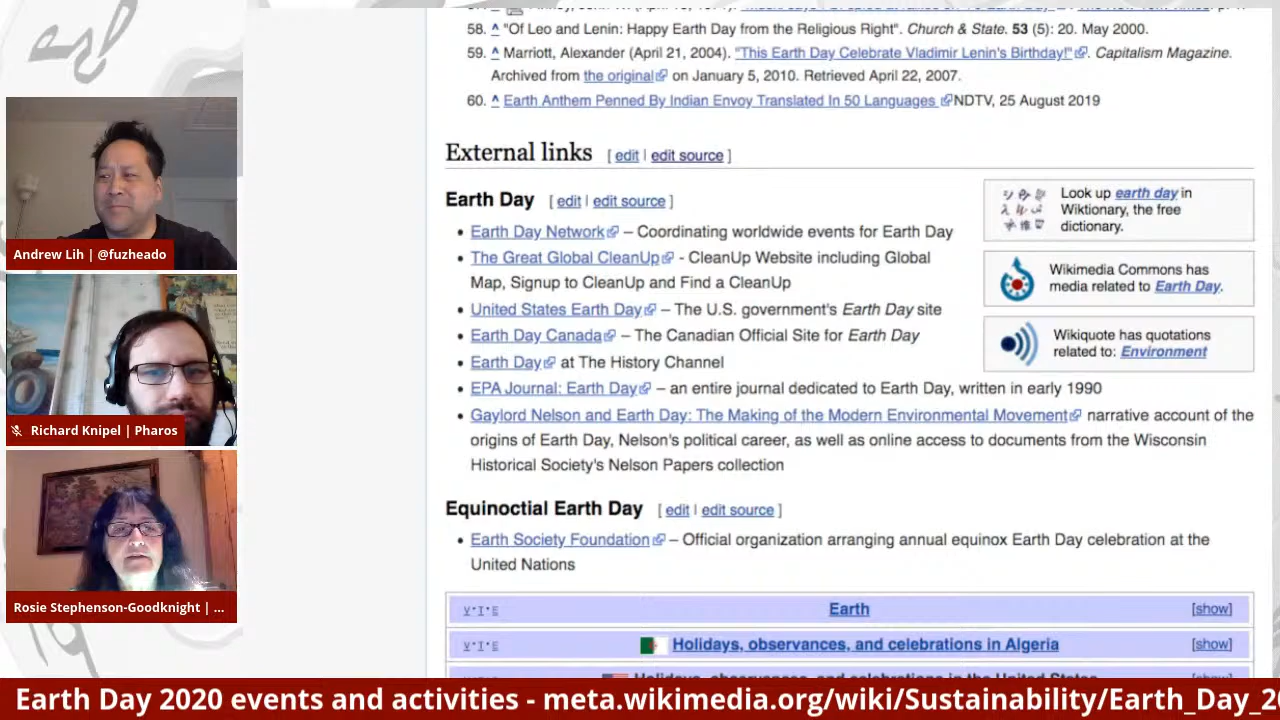 58. ^ "Of Leo and Lenin: Happy Earth Day from the Religious Right". Church & State. 53 (5): 20. May 2000.
59. ^ Marriott, Alexander (April 21, 2004). "This Earth Day Celebrate Vladimir Lenin's Birthday!". Capitalism Magazine.
Archived from the original on January 5, 2010. Retrieved April 22, 2007.
60. ^ Earth Anthem Penned By Indian Envoy Translated In 50 Languages NDTV, 25 August 2019
External links [ edit | edit source ]
Earth Day [ edit | edit source ]
• Earth Day Network – Coordinating worldwide events for Earth Day
• The Great Global CleanUp - CleanUp Website including Global
Map, Signup to CleanUp and Find a CleanUp
• United States Earth Day – The U.S. government's Earth Day site
• Earth Day Canada – The Canadian Official Site for Earth Day
• Earth Day at The History Channel
• EPA Journal: Earth Day – an entire journal dedicated to Earth Day, written in early 1990
• Gaylord Nelson and Earth Day: The Making of the Modern Environmental Movement narrative account of the
origins of Earth Day, Nelson's political career, as well as online access to documents from the Wisconsin
Historical Society's Nelson Papers collection
Look up earth day in
Wiktionary, the free
dictionary.
Wikimedia Commons has
media related to Earth Day.
Wikiquote has quotations
related to: Environment
Equinoctial Earth Day [ edit | edit source ]
• Earth Society Foundation – Official organization arranging annual equinox Earth Day celebration at the
United Nations
V·T·E Earth [show]
V·T·E Holidays, observances, and celebrations in Algeria [show]
Holidays, observances, and celebrations in the United States [show]
Andrew Lih | @fuzheado
Richard Knipel | Pharos
Rosie Stephenson-Goodknight | ...
Earth Day 2020 events and activities - meta.wikimedia.org/wiki/Sustainability/Earth_Day_2